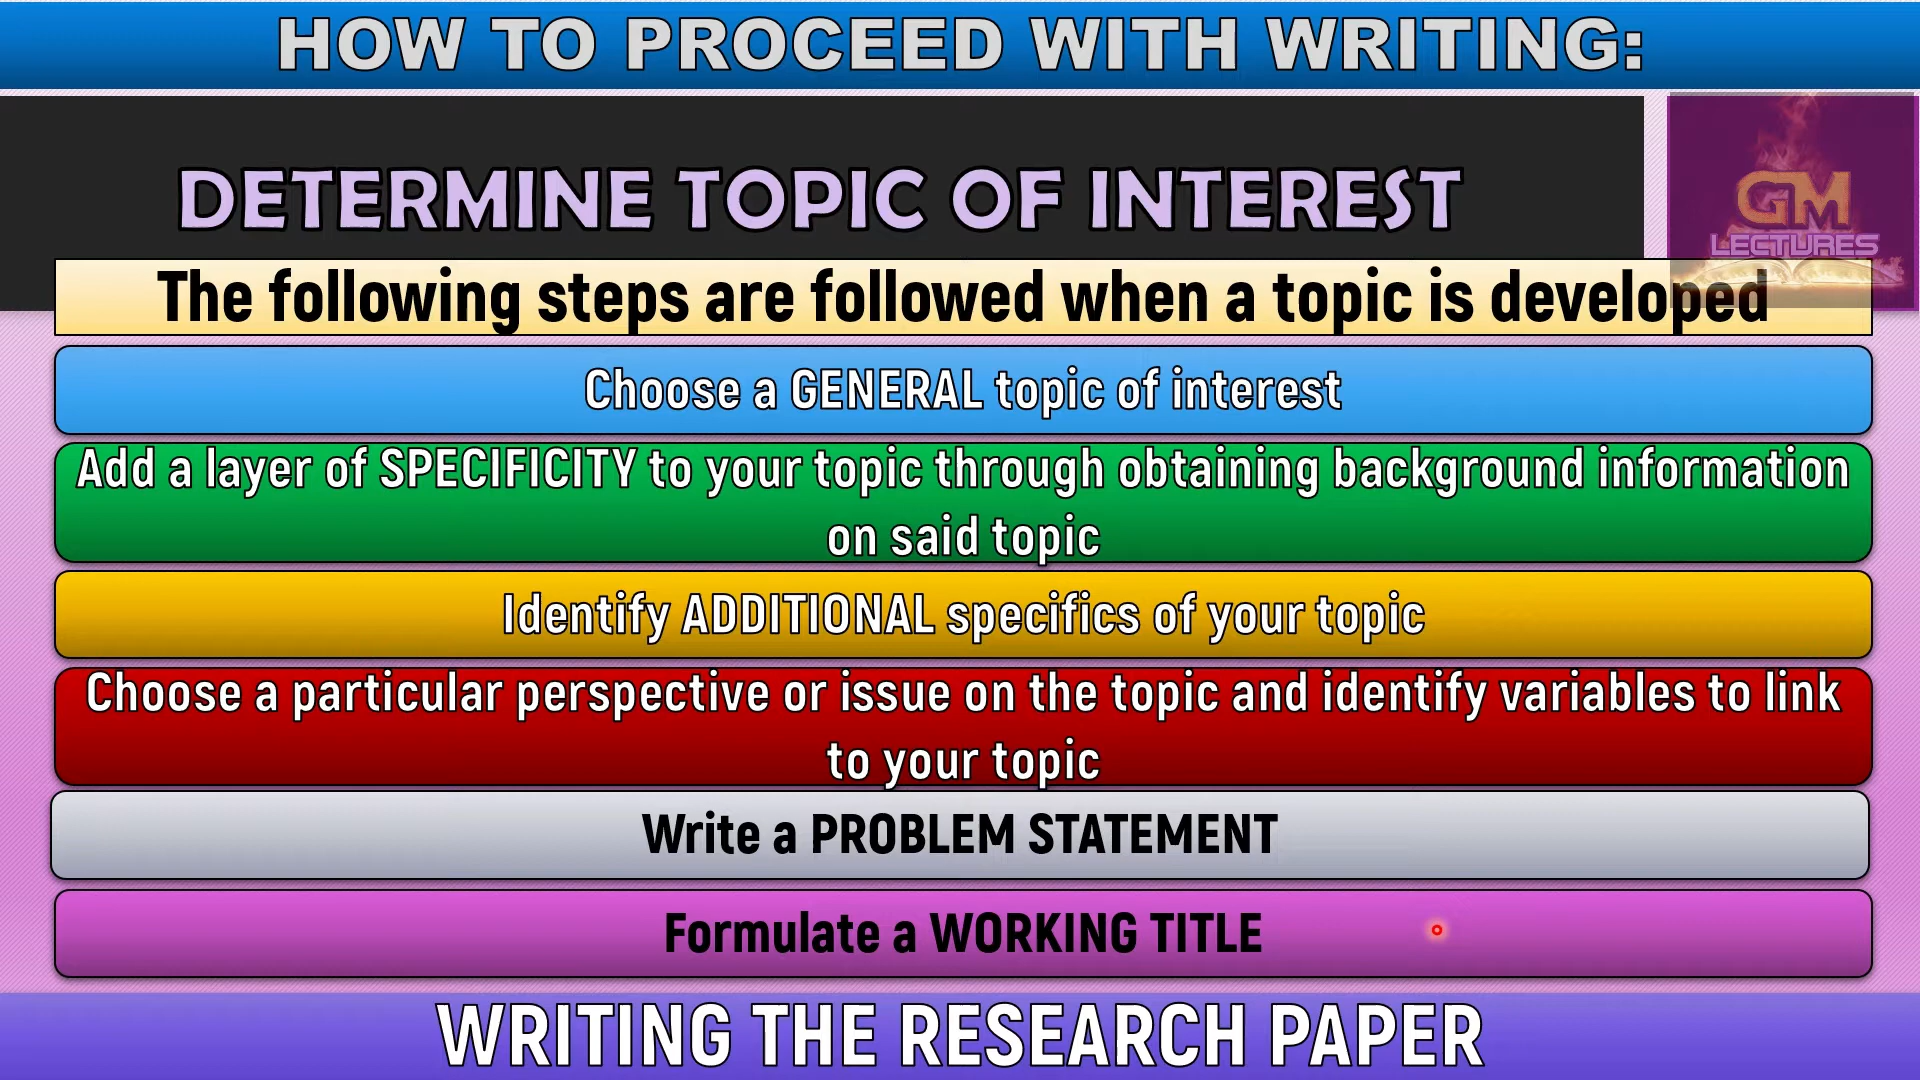 HOW TO PROCEED WITH WRITING:
DETERMINE TOPIC OF INTEREST
GM
LECTURES
The following steps are followed when a topic is developed
Choose a GENERAL topic of interest
Add a layer of SPECIFICITY to your topic through obtaining background information
on said topic
Identify ADDITIONAL specifics of your topic
Choose a particular perspective or issue on the topic and identify variables to link
to your topic
Write a PROBLEM STATEMENT
Formulate a WORKING TITLE
WRITING THE RESEARCH PAPER